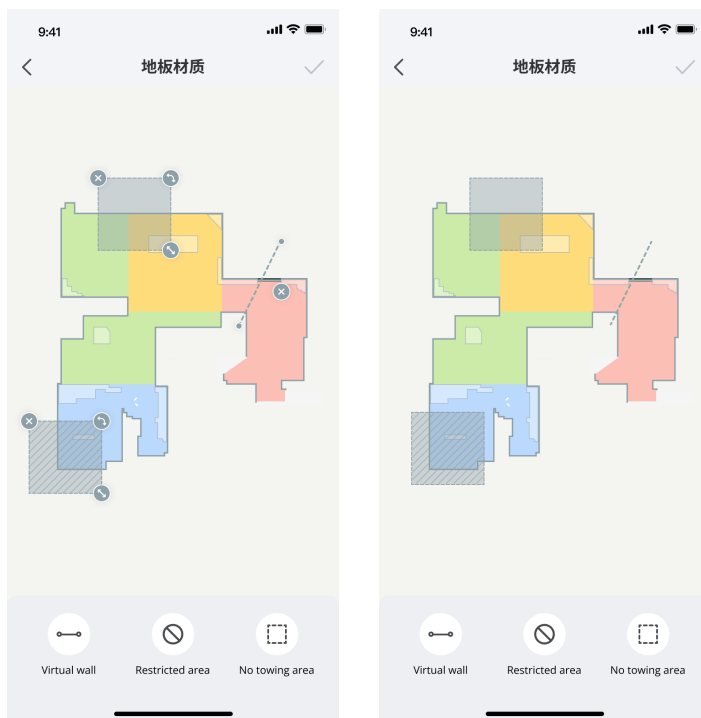 9:41
地板材质
Virtual wall
Restricted area
No towing area
9:41
地板材质
Virtual wall
Restricted area
No towing area